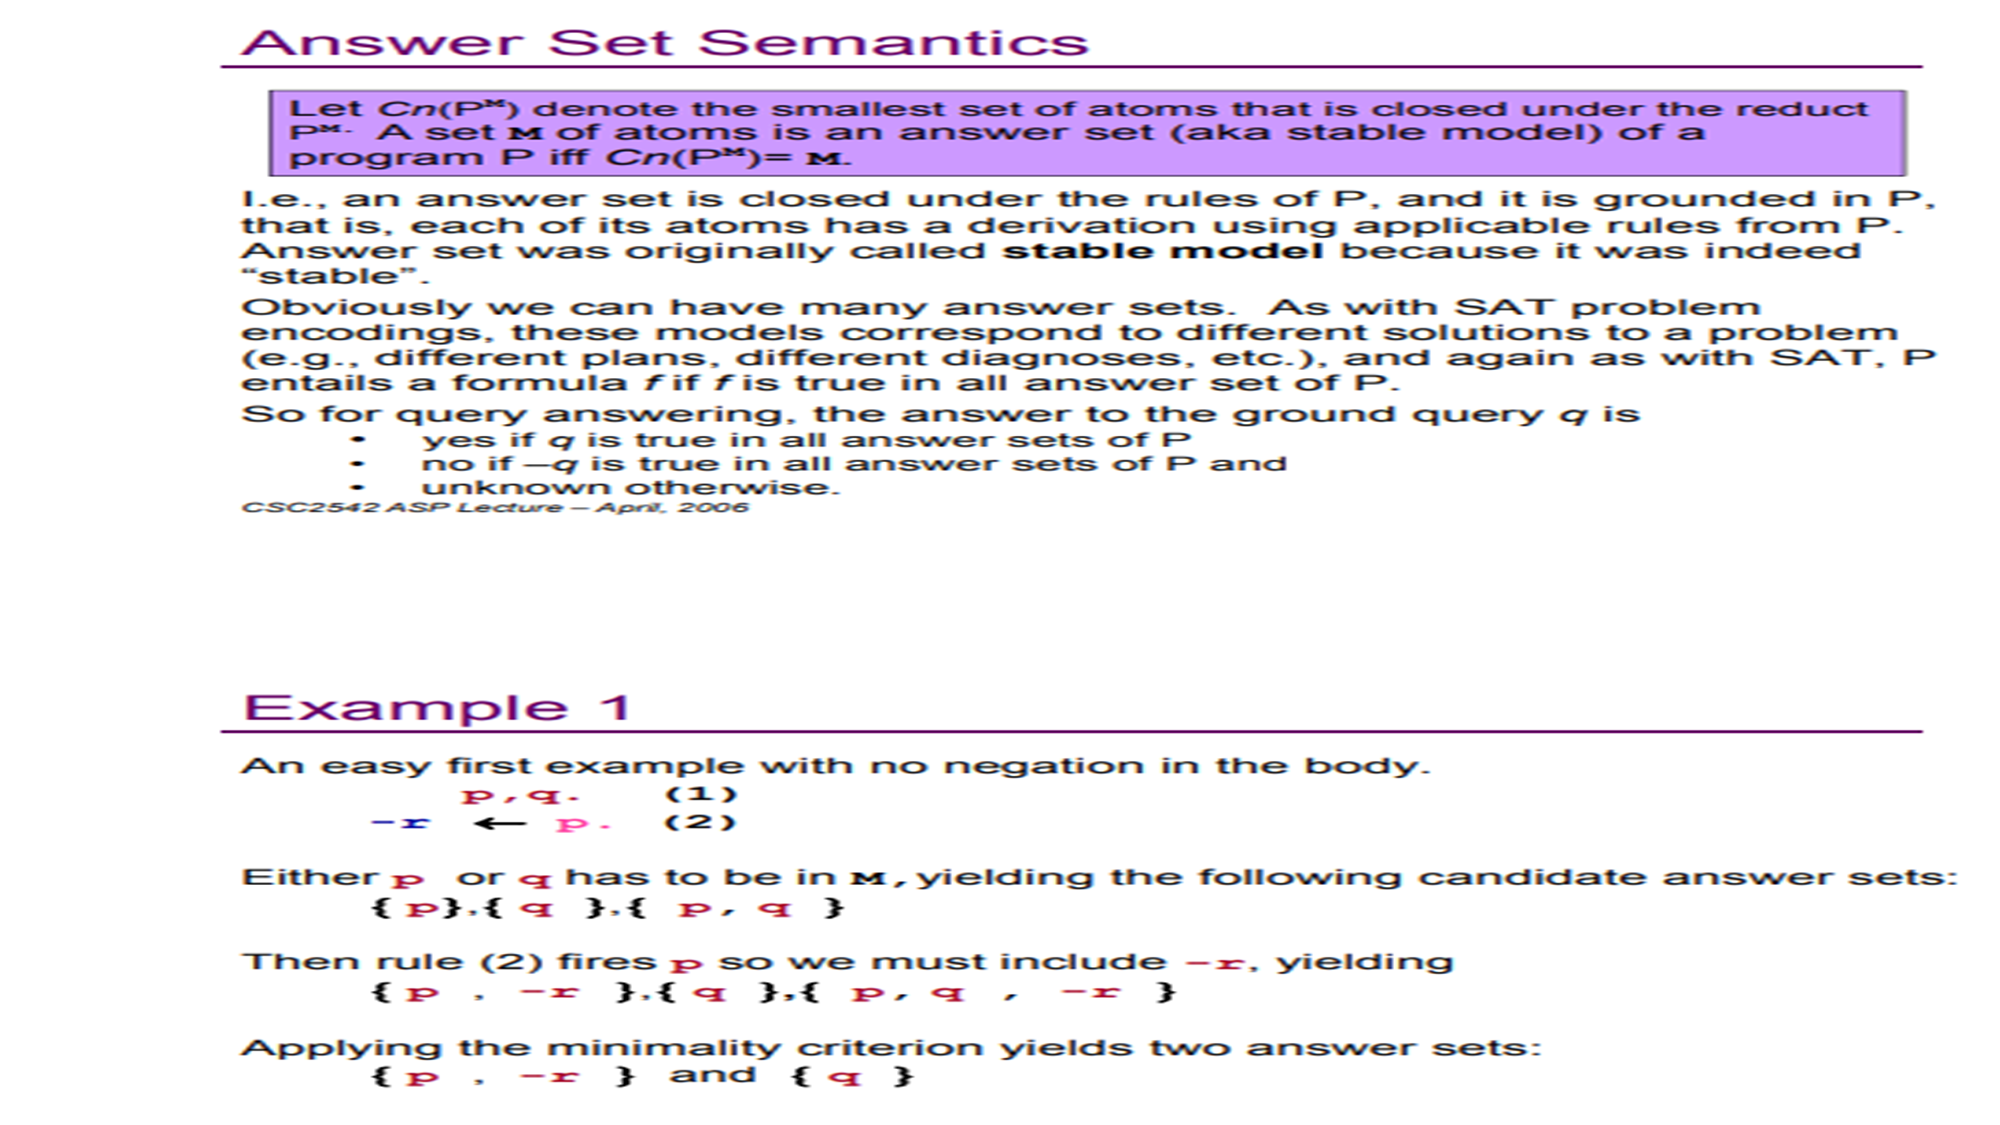 Answer Set Semantics
Let Cn(Pᴹ) denote the smallest set of atoms that is closed under the reduct
Pᴹ· A set M of atoms is an answer set (aka stable model) of a
program P iff Cn(Pᴹ)= M.
I.e., an answer set is closed under the rules of P, and it is grounded in P,
that is, each of its atoms has a derivation using applicable rules from P.
Answer set was originally called stable model because it was indeed
“stable”.
Obviously we can have many answer sets. As with SAT problem
encodings, these models correspond to different solutions to a problem
(e.g., different plans, different diagnoses, etc.), and again as with SAT, P
entails a formula f if f is true in all answer set of P.
So for query answering, the answer to the ground query q is
• yes if q is true in all answer sets of P
• no if –q is true in all answer sets of P and
• unknown otherwise.
CSC2542 ASP Lecture – April, 2006
Example 1
An easy first example with no negation in the body.
p,q. (1)
-r ← p. (2)
Either p or q has to be in M, yielding the following candidate answer sets:
{ p},{ q },{ p, q }
Then rule (2) fires p so we must include -r, yielding
{ p , -r },{ q },{ p, q , -r }
Applying the minimality criterion yields two answer sets:
{ p , -r } and { q }